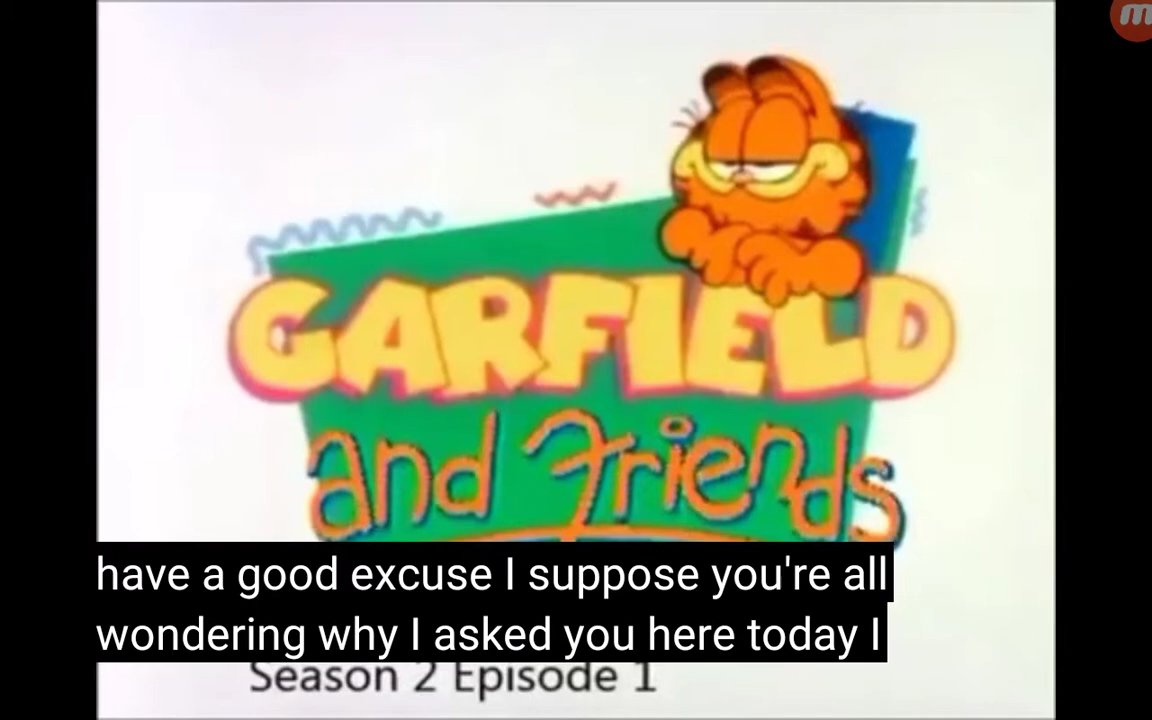 m
GARFIELD
and Friends
have a good excuse I suppose you're all
wondering why I asked you here today I
Season 2 Episode 1